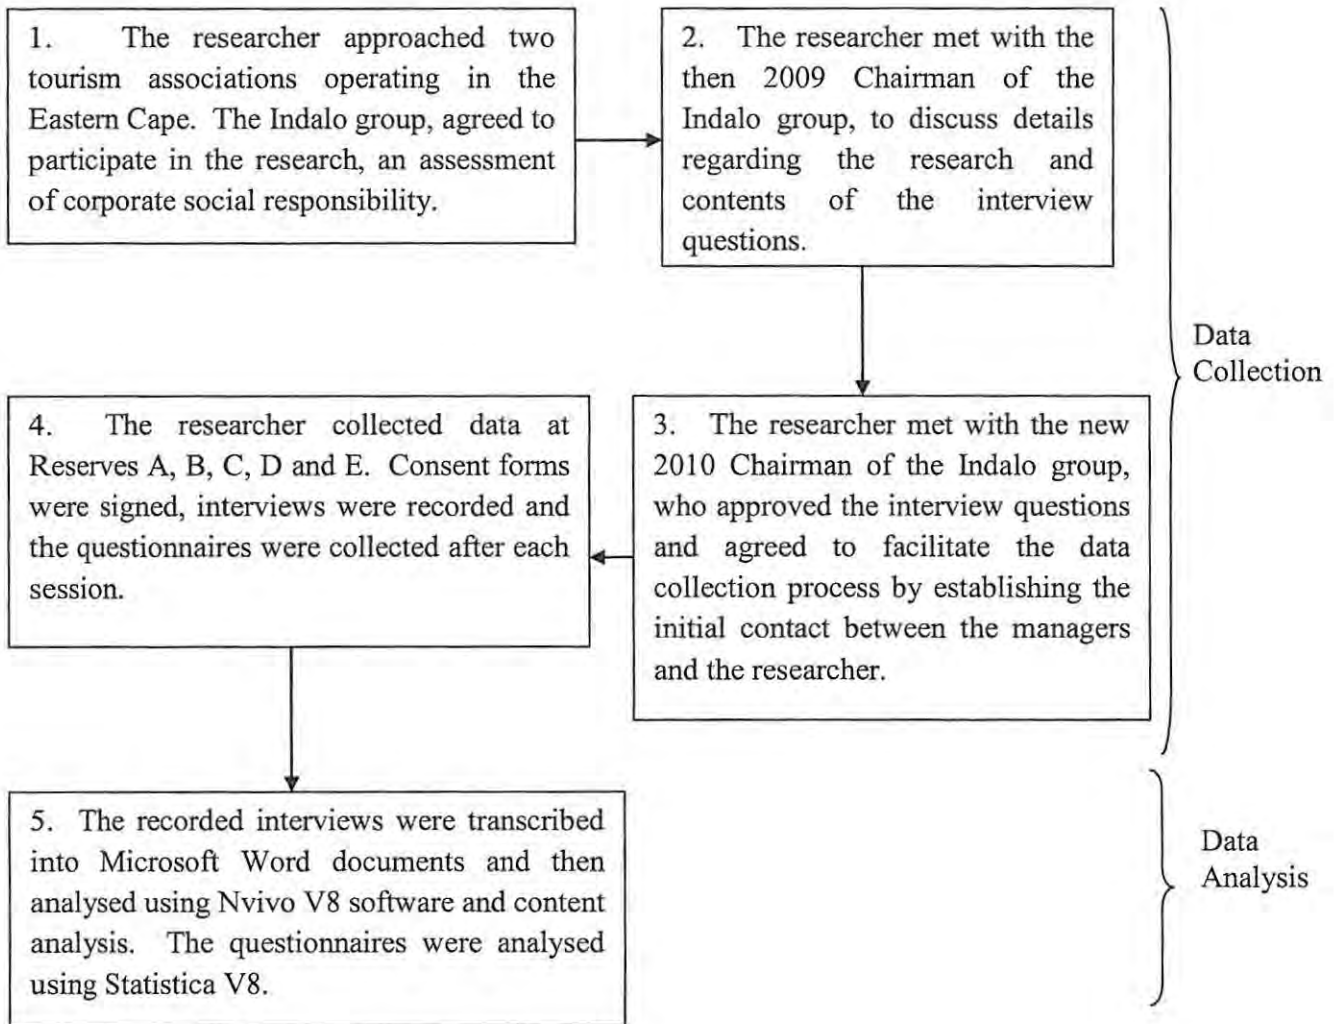 1. The researcher approached two
tourism associations operating in the
Eastern Cape. The Indalo group, agreed to
participate in the research, an assessment
of corporate social responsibility.
2. The researcher met with the
then 2009 Chairman of the
Indalo group, to discuss details
regarding the research and
contents of the interview
questions.
Data
Collection
3. The researcher met with the new
2010 Chairman of the Indalo group,
who approved the interview questions
and agreed to facilitate the data
collection process by establishing the
initial contact between the managers
and the researcher.
4. The researcher collected data at
Reserves A, B, C, D and E. Consent forms
were signed, interviews were recorded and
the questionnaires were collected after each
session.
5. The recorded interviews were transcribed
into Microsoft Word documents and then
analysed using Nvivo V8 software and content
analysis. The questionnaires were analysed
using Statistica V8.
Data
Analysis